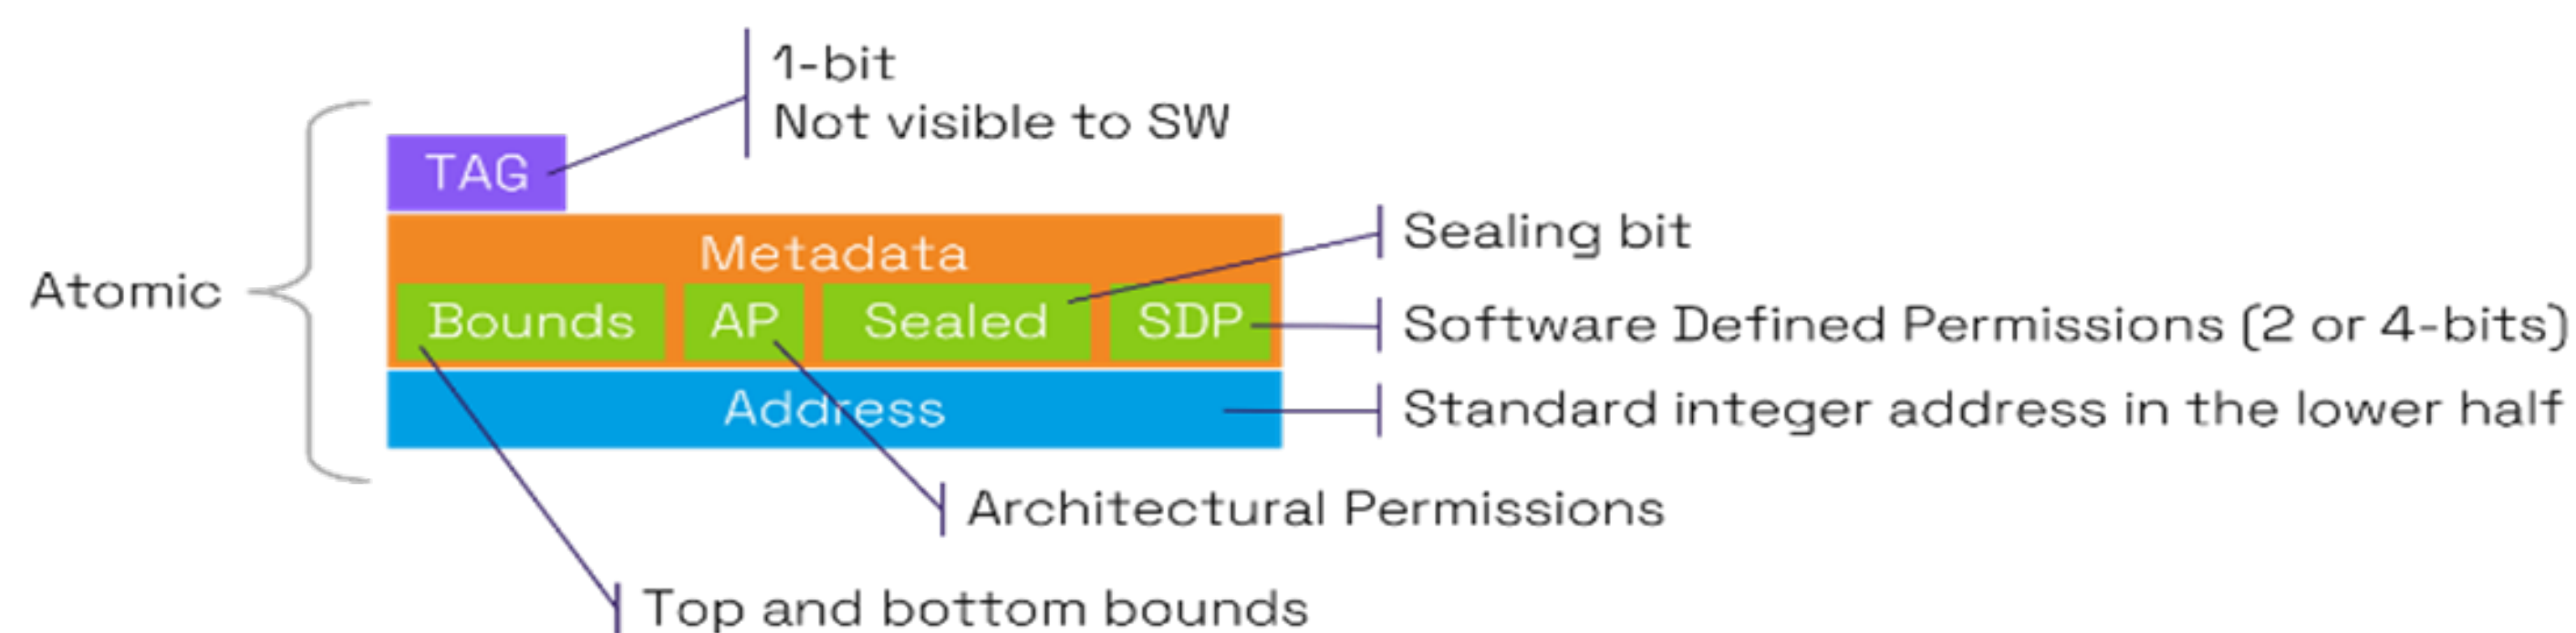 1-bit
Not visible to SW
TAG
Sealing bit
Metadata
Atomic
Bounds AP Sealed SDP
Software Defined Permissions (2 or 4-bits)
Address
Standard integer address in the lower half
Architectural Permissions
Top and bottom bounds